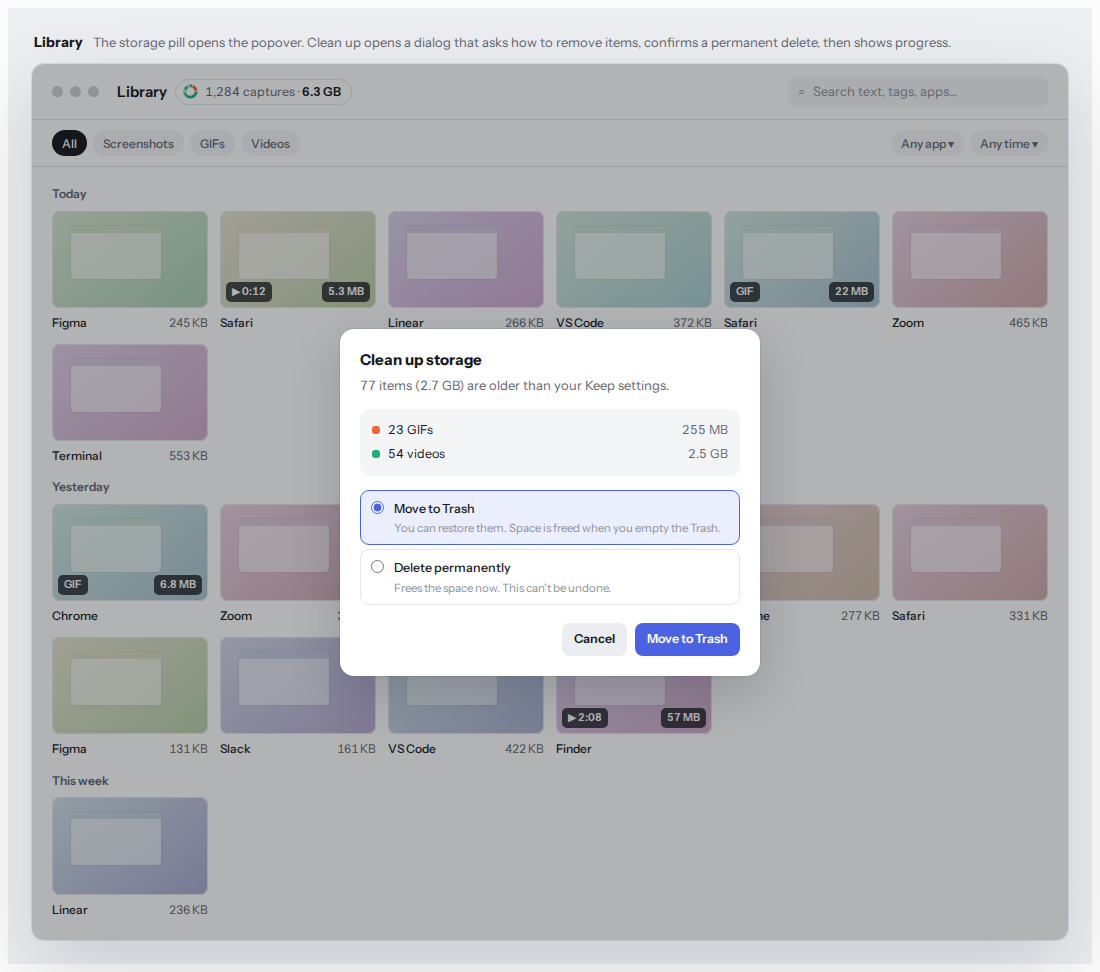 Library The storage pill opens the popover. Clean up opens a dialog that asks how to remove items, confirms a permanent delete, then shows progress.
Library 1,284 captures · 6.3 GB Search text, tags, apps...
All Screenshots GIFs Videos Any app ▾ Any time ▾
Today
▶ 0:12 5.3 MB GIF 22 MB
Figma 245 KB Safari Linear 266 KB VS Code 372 KB Safari Zoom 465 KB
Clean up storage
77 items (2.7 GB) are older than your Keep settings.
23 GIFs 255 MB
54 videos 2.5 GB
Move to Trash
You can restore them. Space is freed when you empty the Trash.
Delete permanently
Frees the space now. This can't be undone.
Cancel Move to Trash
Terminal 553 KB
Yesterday
GIF 6.8 MB
Chrome Zoom 277 KB Safari 331 KB
▶ 2:08 57 MB
Figma 131 KB Slack 161 KB VS Code 422 KB Finder
This week
Linear 236 KB